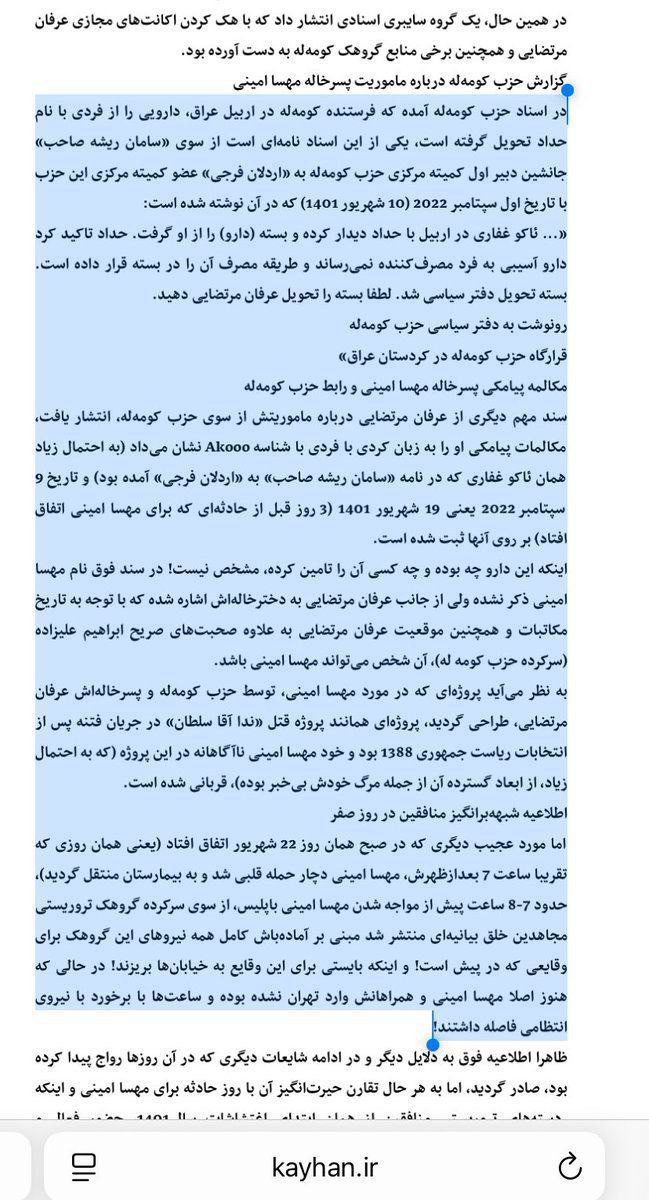 در همین حال، یک گروه سایبری اسنادی انتشار داد که با هک کردن اکانت‌های مجازی عرفان
مرتضایی و همچنین برخی منابع گروهک کومه‌له به دست آورده بود.
گزارش حزب کومه‌له درباره ماموریت پسرخاله مهسا امینی
در اسناد حزب کومه‌له آمده که فرستنده کومه‌له در اربیل عراق، دارویی را از فردی با نام
حداد تحویل گرفته است، یکی از این اسناد نامه‌ای است از سوی «سامان ریشه صاحب»
جانشین دبیر اول کمیته مرکزی حزب کومه‌له به «اردلان فرجی» عضو کمیته مرکزی این حزب
با تاریخ اول سپتامبر 2022 (10 شهریور 1401) که در آن نوشته شده است:
«... ئاکو غفاری در اربیل با حداد دیدار کرده و بسته (دارو) را از او گرفت. حداد تاکید کرد
دارو آسیبی به فرد مصرف‌کننده نمی‌رساند و طریقه مصرف آن را در بسته قرار داده است.
بسته تحویل دفتر سیاسی شد. لطفا بسته را تحویل عرفان مرتضایی دهید.
رونوشت به دفتر سیاسی حزب کومه‌له
قرارگاه حزب کومه‌له در کردستان عراق»
مکالمه پیامکی پسرخاله مهسا امینی و رابط حزب کومه‌له
سند مهم دیگری از عرفان مرتضایی درباره ماموریتش از سوی حزب کومه‌له، انتشار یافت،
مکالمات پیامکی او را به زبان کردی با فردی با شناسه Akooo نشان می‌داد (به احتمال زیاد
همان ئاکو غفاری که در نامه «سامان ریشه صاحب» به «اردلان فرجی» آمده بود) و تاریخ 9
سپتامبر 2022 یعنی 19 شهریور 1401 (3 روز قبل از حادثه‌ای که برای مهسا امینی اتفاق
افتاد) بر روی آنها ثبت شده است.
اینکه این دارو چه بوده و چه کسی آن را تامین کرده، مشخص نیست! در سند فوق نام مهسا
امینی ذکر نشده ولی از جانب عرفان مرتضایی به دخترخاله‌اش اشاره شده که با توجه به تاریخ
مکاتبات و همچنین موقعیت عرفان مرتضایی به علاوه صحبت‌های صریح ابراهیم علیزاده
(سرکرده حزب کومه له)، آن شخص می‌تواند مهسا امینی باشد.
به نظر می‌آید پروژه‌ای که در مورد مهسا امینی، توسط حزب کومه‌له و پسرخاله‌اش عرفان
مرتضایی، طراحی گردید، پروژه‌ای همانند پروژه قتل «ندا آقا سلطان» در جریان فتنه پس از
انتخابات ریاست جمهوری 1388 بود و خود مهسا امینی ناآگاهانه در این پروژه (که به احتمال
زیاد، از ابعاد گسترده آن از جمله مرگ خودش بی‌خبر بوده)، قربانی شده است.
اطلاعیه شبهه‌برانگیز منافقین در روز صفر
اما مورد عجیب دیگری که در صبح همان روز 22 شهریور اتفاق افتاد (یعنی همان روزی که
تقریبا ساعت 7 بعدازظهرش، مهسا امینی دچار حمله قلبی شد و به بیمارستان منتقل گردید)،
حدود 7-8 ساعت پیش از مواجه شدن مهسا امینی باپلیس، از سوی سرکرده گروهک تروریستی
مجاهدین خلق بیانیه‌ای منتشر شد مبنی بر آماده‌باش کامل همه نیروهای این گروهک برای
وقایعی که در پیش است! و اینکه بایستی برای این وقایع به خیابان‌ها بریزند! در حالی که
هنوز اصلا مهسا امینی و همراهانش وارد تهران نشده بوده و ساعت‌ها با برخورد با نیروی
انتظامی فاصله داشتند!
ظاهرا اطلاعیه فوق به دلایل دیگر و در ادامه شایعات دیگری که در آن روزها رواج پیدا کرده
بود، صادر گردید، اما به هر حال تقارن حیرت‌انگیز آن با روز حادثه برای مهسا امینی و اینکه
kayhan.ir